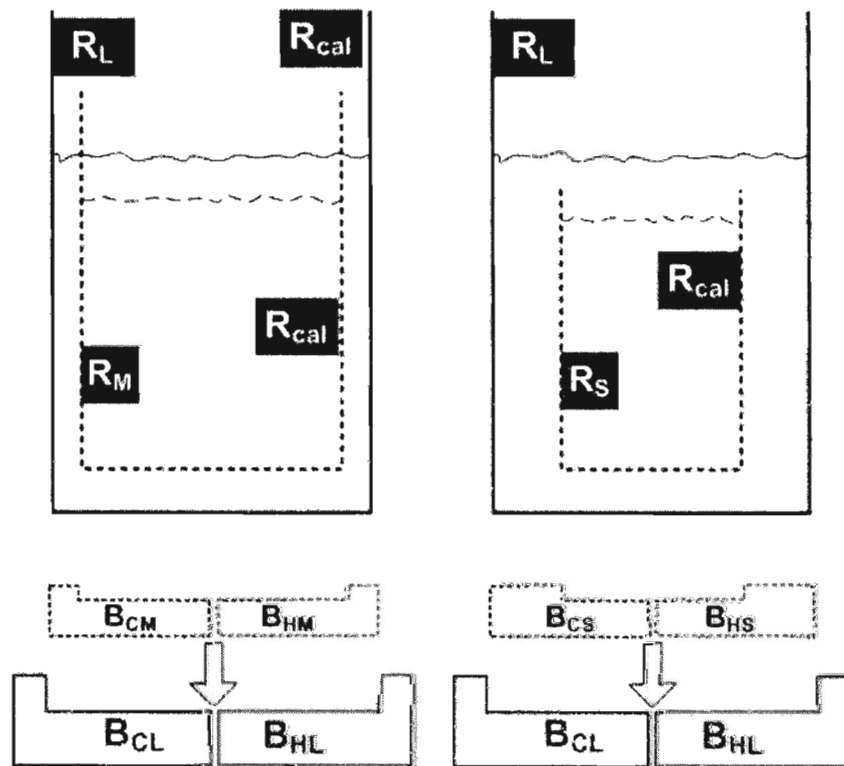 R_L R_cal R_L
R_cal R_cal
R_M R_S
B_CM B_HM B_CS B_HS
B_CL B_HL B_CL B_HL